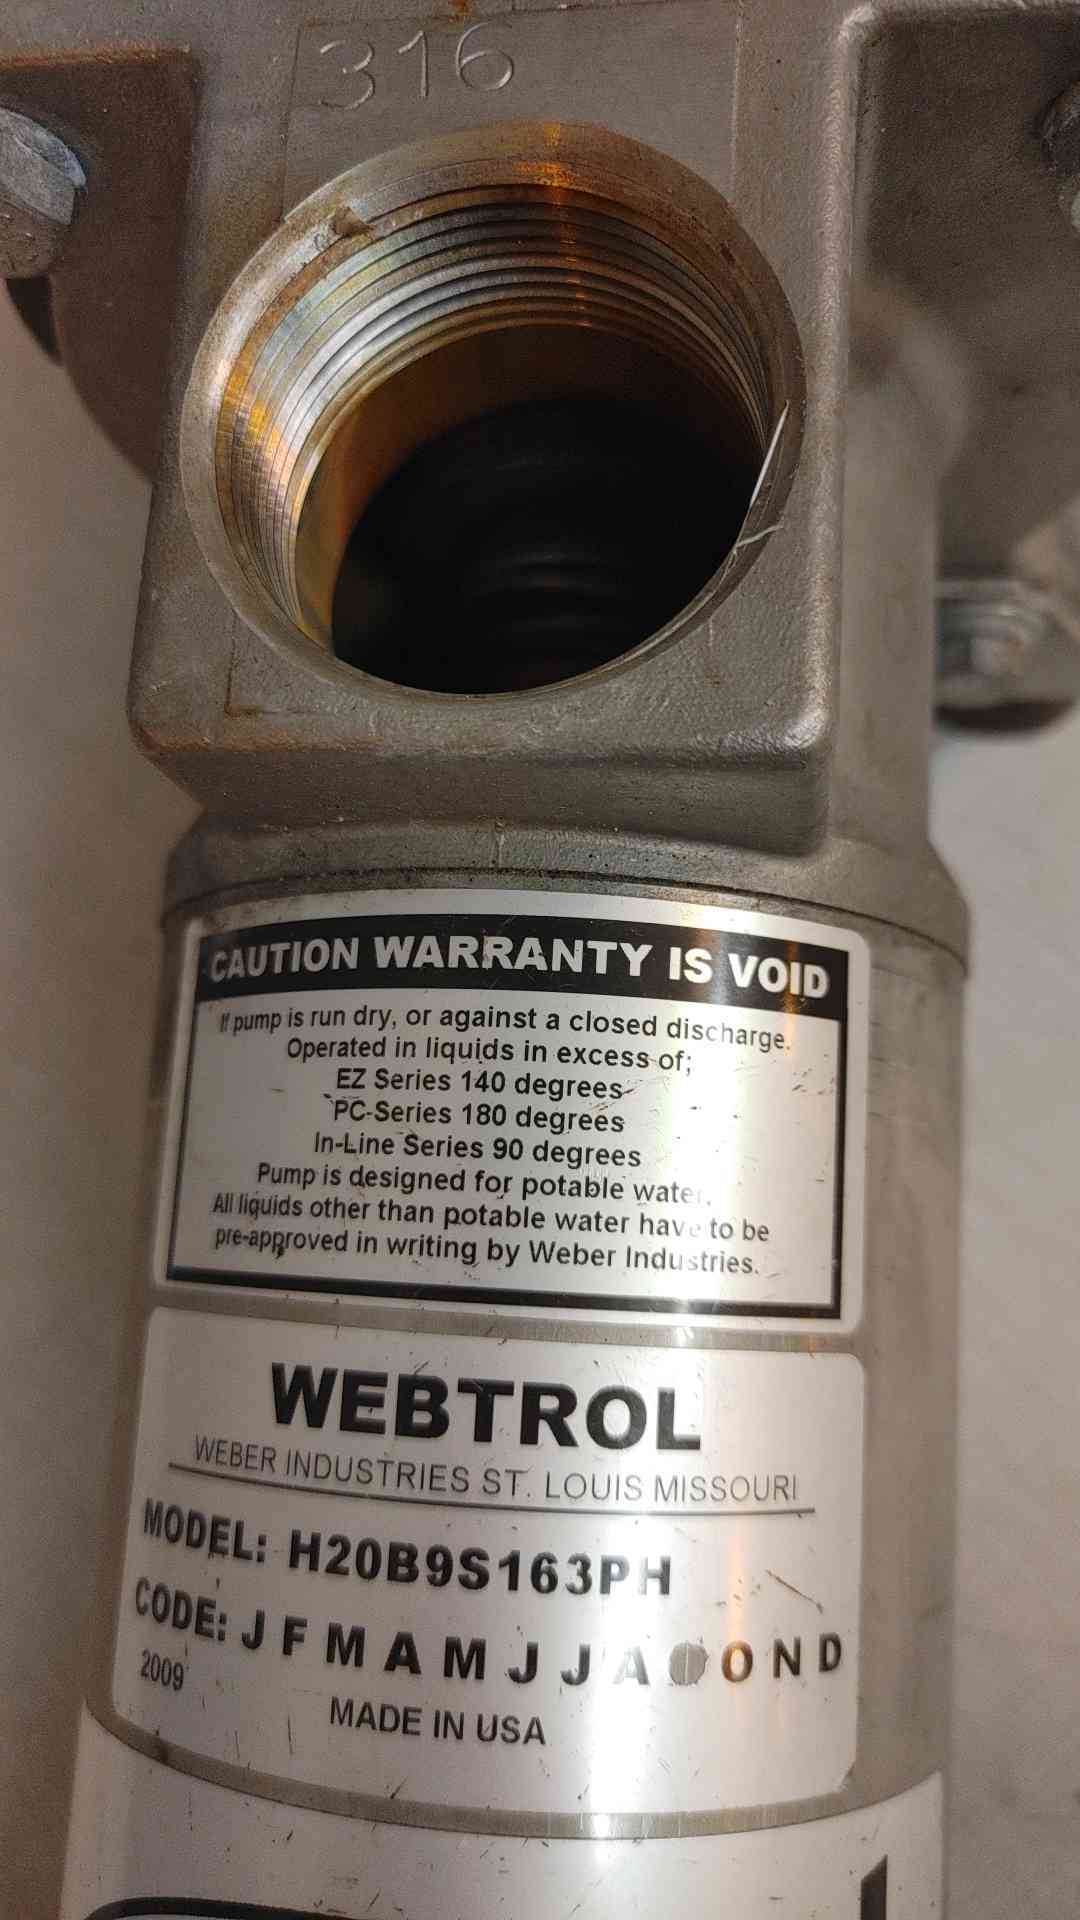 316
CAUTION WARRANTY IS VOID
If pump is run dry, or against a closed discharge.
Operated in liquids in excess of;
EZ Series 140 degrees
PC-Series 180 degrees
In-Line Series 90 degrees
Pump is designed for potable water.
All liquids other than potable water have to be
pre-approved in writing by Weber Industries.
WEBTROL
WEBER INDUSTRIES ST. LOUIS MISSOURI
MODEL: H20B9S163PH
CODE: J F M A M J J A O N D
2009
MADE IN USA